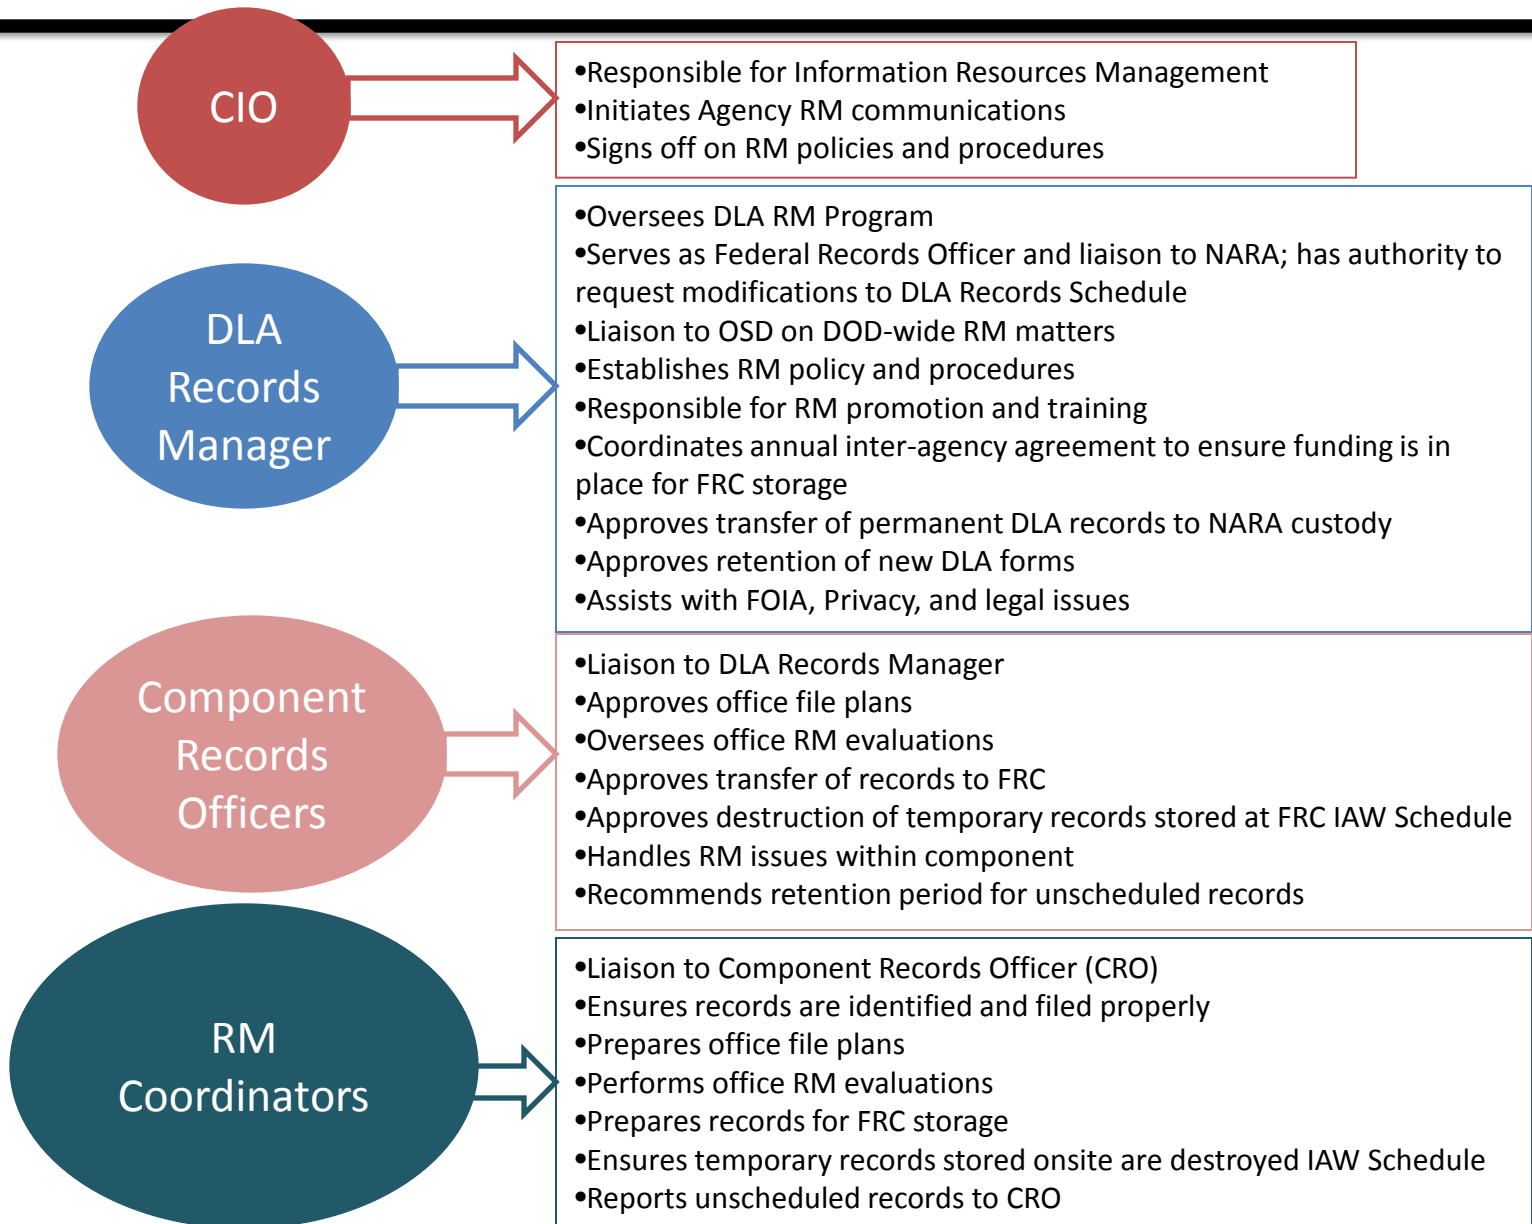 CIO
•Responsible for Information Resources Management
•Initiates Agency RM communications
•Signs off on RM policies and procedures
DLA
Records
Manager
•Oversees DLA RM Program
•Serves as Federal Records Officer and liaison to NARA; has authority to
request modifications to DLA Records Schedule
•Liaison to OSD on DOD-wide RM matters
•Establishes RM policy and procedures
•Responsible for RM promotion and training
•Coordinates annual inter-agency agreement to ensure funding is in
place for FRC storage
•Approves transfer of permanent DLA records to NARA custody
•Approves retention of new DLA forms
•Assists with FOIA, Privacy, and legal issues
Component
Records
Officers
•Liaison to DLA Records Manager
•Approves office file plans
•Oversees office RM evaluations
•Approves transfer of records to FRC
•Approves destruction of temporary records stored at FRC IAW Schedule
•Handles RM issues within component
•Recommends retention period for unscheduled records
RM
Coordinators
•Liaison to Component Records Officer (CRO)
•Ensures records are identified and filed properly
•Prepares office file plans
•Performs office RM evaluations
•Prepares records for FRC storage
•Ensures temporary records stored onsite are destroyed IAW Schedule
•Reports unscheduled records to CRO